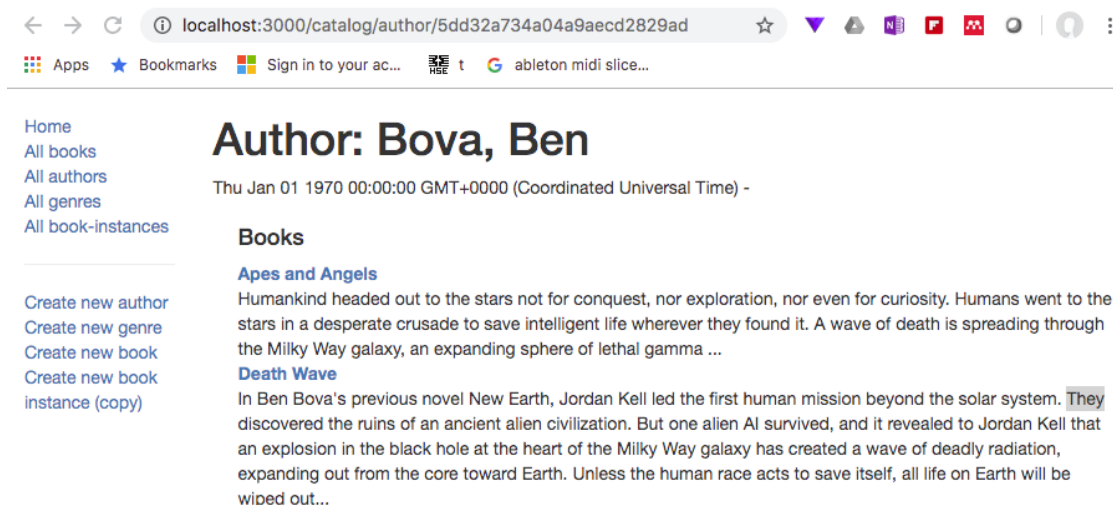 localhost:3000/catalog/author/5dd32a734a04a9aecd2829ad
Apps Bookmarks Sign in to your ac... HSE t G ableton midi slice...
Home
All books
All authors
All genres
All book-instances
Create new author
Create new genre
Create new book
Create new book
instance (copy)
Author: Bova, Ben
Thu Jan 01 1970 00:00:00 GMT+0000 (Coordinated Universal Time) -
Books
Apes and Angels
Humankind headed out to the stars not for conquest, nor exploration, nor even for curiosity. Humans went to the
stars in a desperate crusade to save intelligent life wherever they found it. A wave of death is spreading through
the Milky Way galaxy, an expanding sphere of lethal gamma ...
Death Wave
In Ben Bova's previous novel New Earth, Jordan Kell led the first human mission beyond the solar system. They
discovered the ruins of an ancient alien civilization. But one alien AI survived, and it revealed to Jordan Kell that
an explosion in the black hole at the heart of the Milky Way galaxy has created a wave of deadly radiation,
expanding out from the core toward Earth. Unless the human race acts to save itself, all life on Earth will be
wiped out...